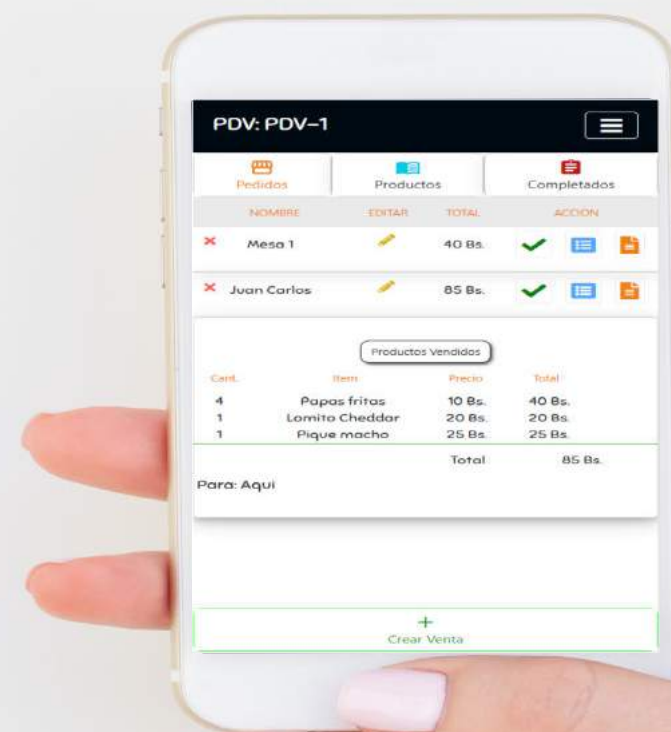 PDV: PDV-1
Pedidos Productos Completados
NOMBRE EDITAR TOTAL ACCION
Mesa 1 40 Bs.
Juan Carlos 85 Bs.
Productos Vendidos
Cant. Item Precio Total
4 Papas fritas 10 Bs. 40 Bs.
1 Lomito Cheddar 20 Bs. 20 Bs.
1 Pique macho 25 Bs. 25 Bs.
Total 85 Bs.
Para: Aqui
+
Crear Venta